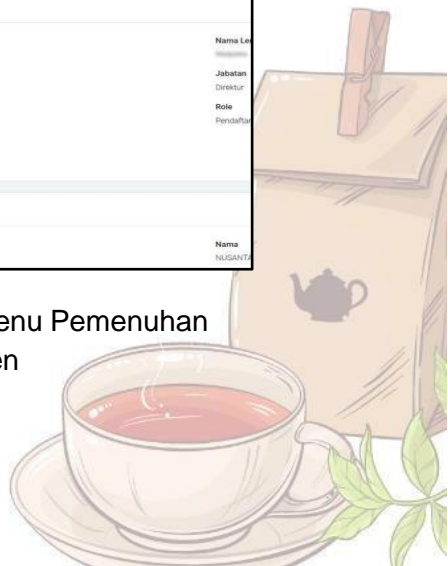 Nama Le
Jabatan
Direktur
Role
Pendaftar
Nama
NUSANTA
enu Pemenuhan
en